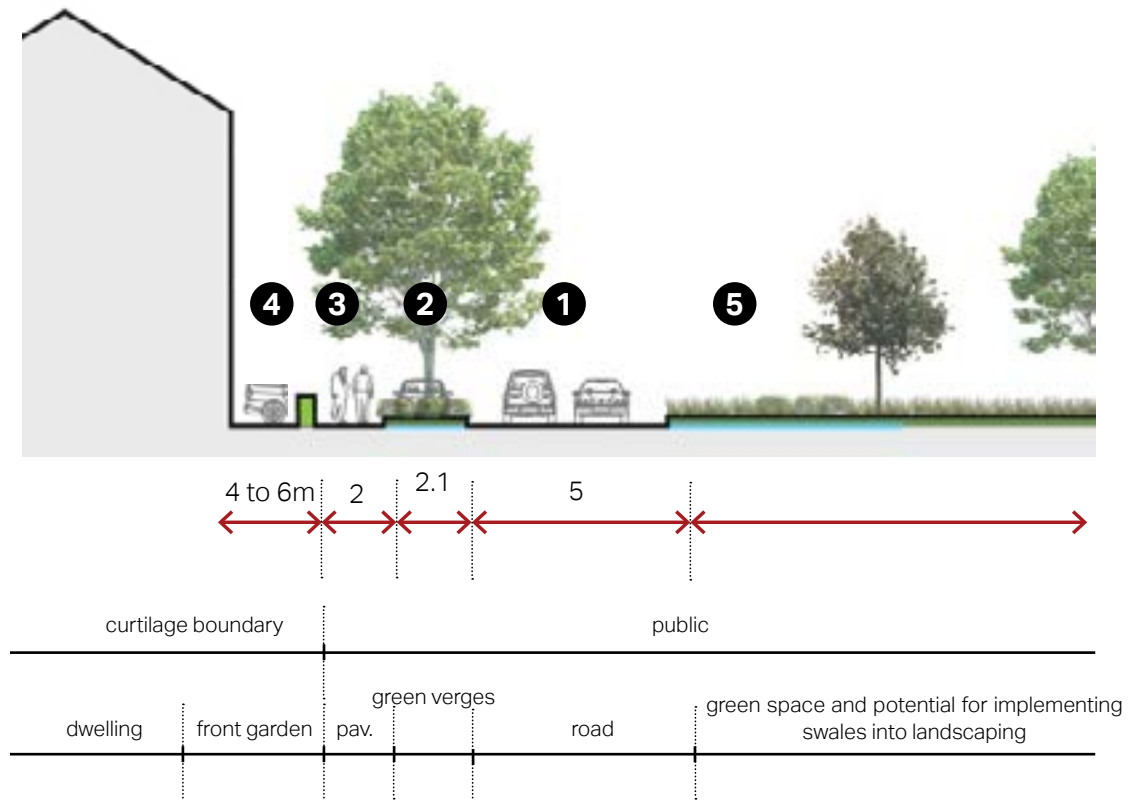 4 3 2 1 5
4 to 6m 2 2.1 5
curtilage boundary public
green verges
dwelling front garden pav. road green space and potential for implementing
swales into landscaping